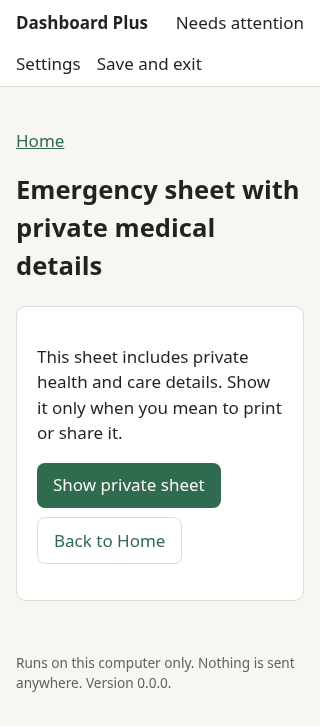 Dashboard Plus
Needs attention
Settings
Save and exit
Home
Emergency sheet with
private medical
details
This sheet includes private
health and care details. Show
it only when you mean to print
or share it.
Show private sheet
Back to Home
Runs on this computer only. Nothing is sent
anywhere. Version 0.0.0.